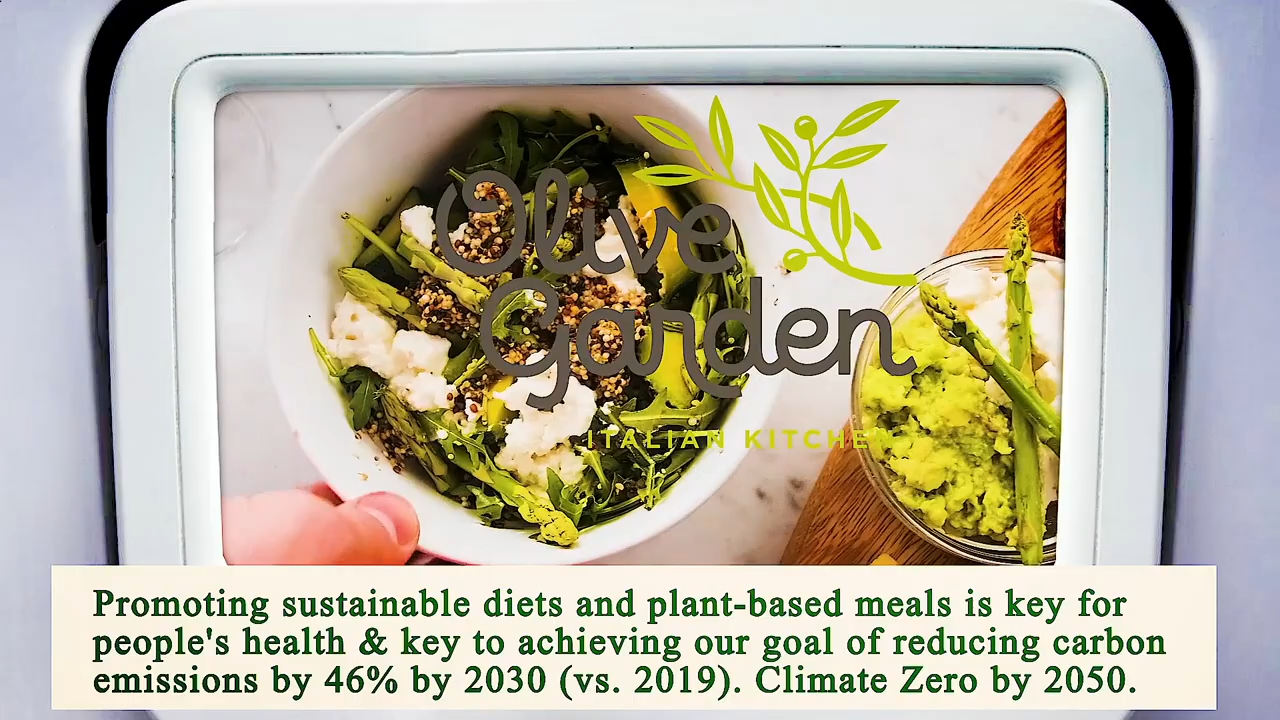 Olive
Garden
ITALIAN KITCHEN
Promoting sustainable diets and plant-based meals is key for
people's health & key to achieving our goal of reducing carbon
emissions by 46% by 2030 (vs. 2019). Climate Zero by 2050.